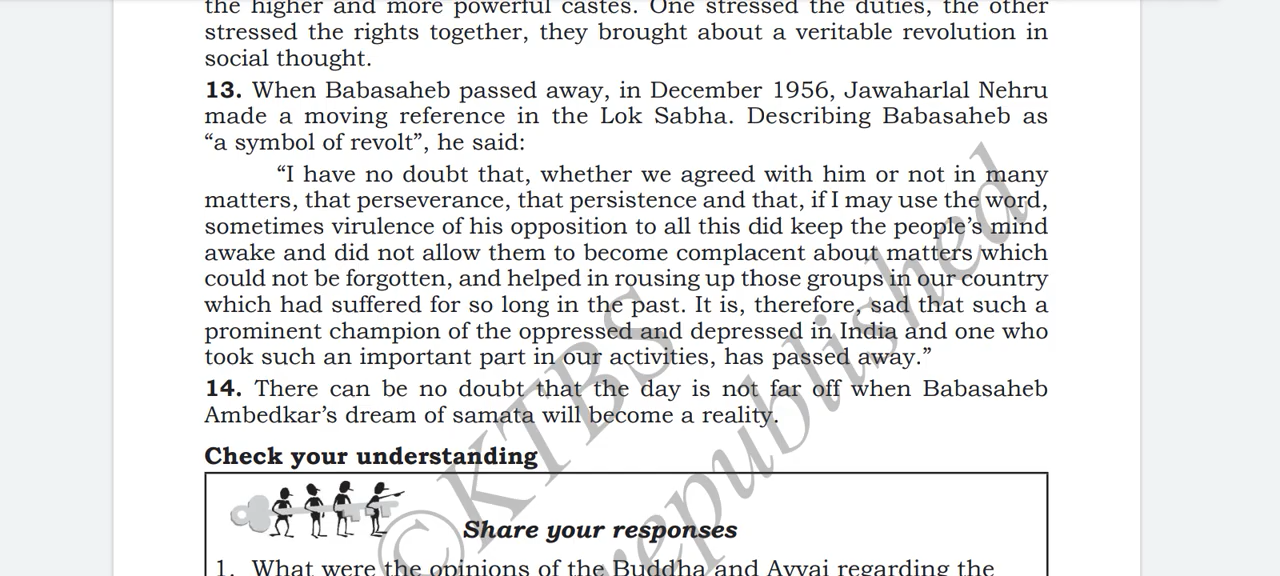 the higher and more powerful castes. One stressed the duties, the other
stressed the rights together, they brought about a veritable revolution in
social thought.
13. When Babasaheb passed away, in December 1956, Jawaharlal Nehru
made a moving reference in the Lok Sabha. Describing Babasaheb as
“a symbol of revolt”, he said:
“I have no doubt that, whether we agreed with him or not in many
matters, that perseverance, that persistence and that, if I may use the word,
sometimes virulence of his opposition to all this did keep the people’s mind
awake and did not allow them to become complacent about matters which
could not be forgotten, and helped in rousing up those groups in our country
which had suffered for so long in the past. It is, therefore, sad that such a
prominent champion of the oppressed and depressed in India and one who
took such an important part in our activities, has passed away.”
14. There can be no doubt that the day is not far off when Babasaheb
Ambedkar’s dream of samata will become a reality.
Check your understanding
Share your responses
1. What were the opinions of the Buddha and Avvai regarding the
©KTBS
republished